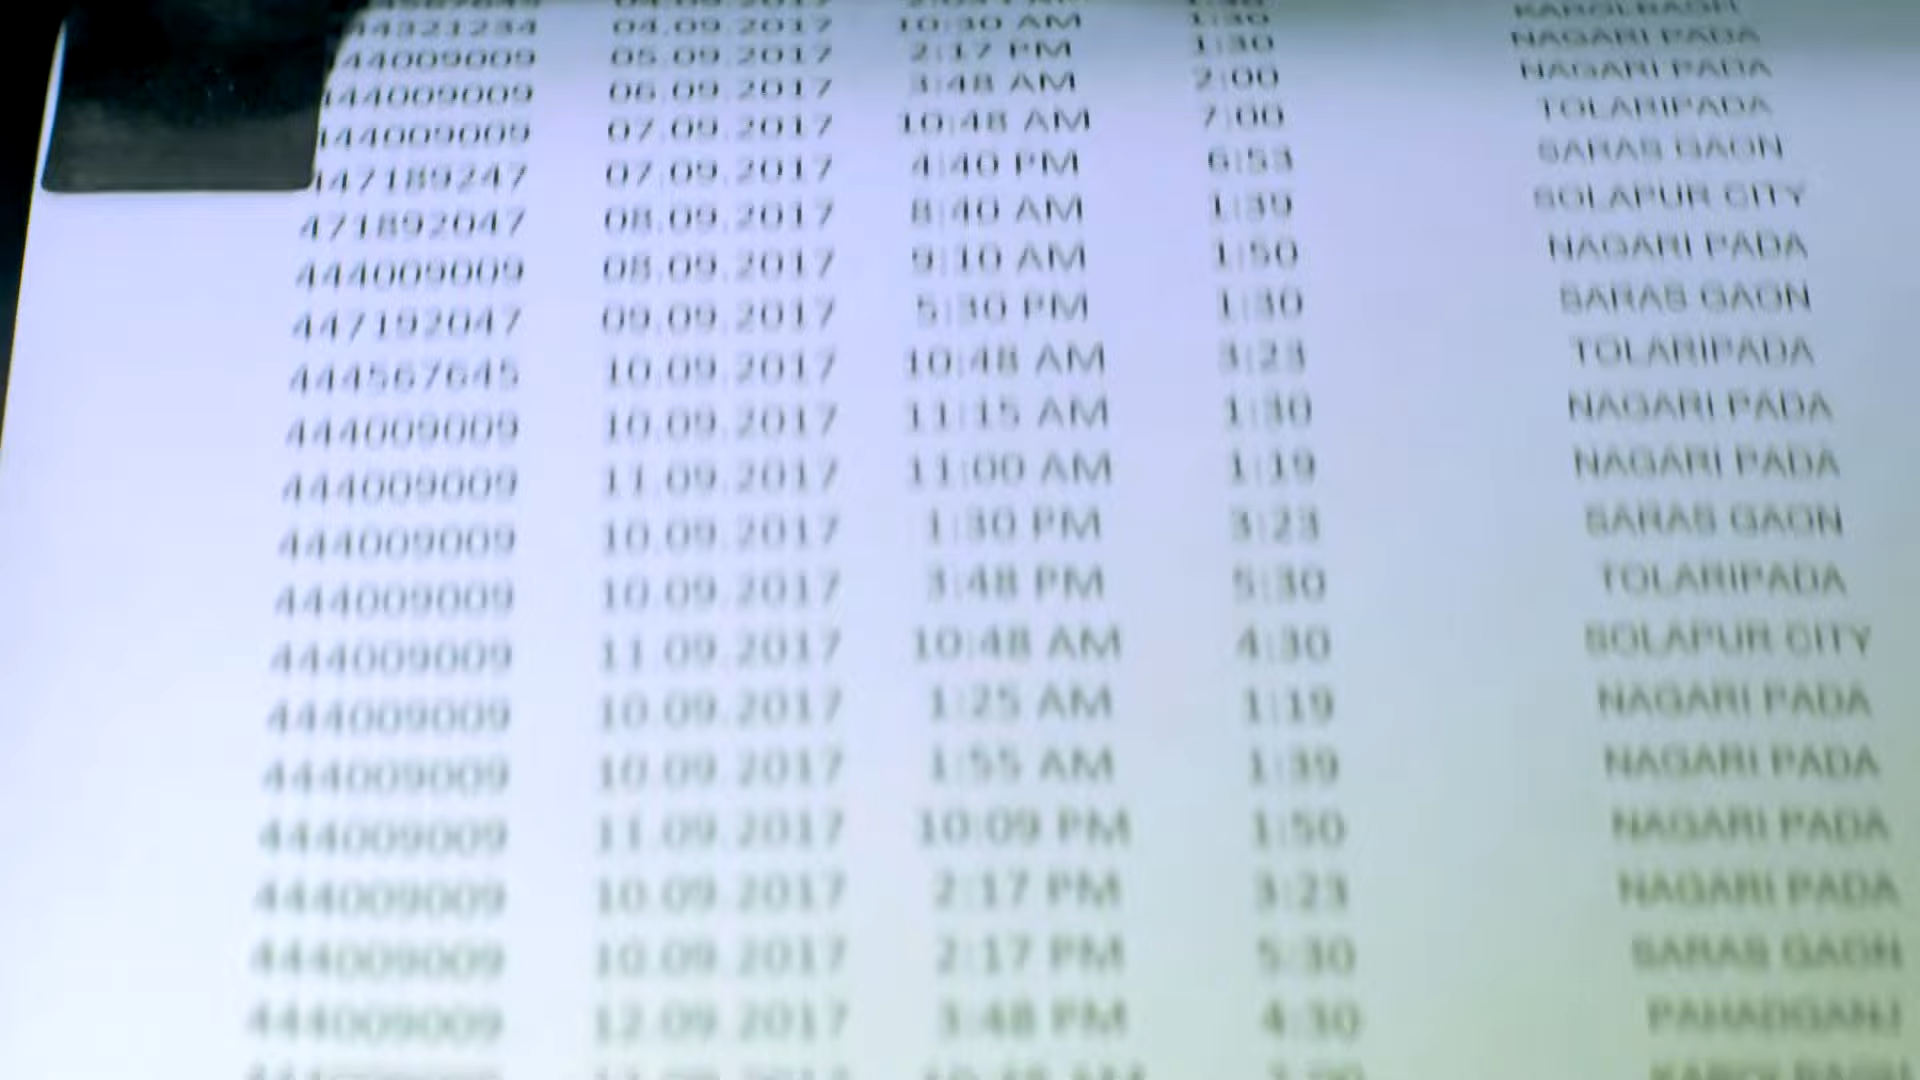 04.09.2017 10:30 AM 1:30 KAROLBAGH
44009009 05.09.2017 2:17 PM 1:30 NAGARI PADA
44009009 06.09.2017 3:48 AM 2:00 NAGARI PADA
44009009 07.09.2017 10:48 AM 7:00 TOLARIPADA
47189247 07.09.2017 4:40 PM 6:53 SARAS GAON
471892047 08.09.2017 8:40 AM 1:39 SOLAPUR CITY
444009009 08.09.2017 9:10 AM 1:50 NAGARI PADA
447192047 09.09.2017 5:30 PM 1:30 SARAS GAON
444567645 10.09.2017 10:48 AM 3:23 TOLARIPADA
444009009 10.09.2017 11:15 AM 1:30 NAGARI PADA
444009009 11.09.2017 11:00 AM 1:19 NAGARI PADA
444009009 10.09.2017 1:30 PM 3:23 SARAS GAON
444009009 10.09.2017 3:48 PM 5:30 TOLARIPADA
444009009 11.09.2017 10:48 AM 4:30 SOLAPUR CITY
444009009 10.09.2017 1:25 AM 1:19 NAGARI PADA
444009009 10.09.2017 1:55 AM 1:39 NAGARI PADA
444009009 11.09.2017 10:09 PM 1:50 NAGARI PADA
444009009 10.09.2017 2:17 PM 3:23 NAGARI PADA
444009009 10.09.2017 2:17 PM 5:30 SARAS GAON
444009009 12.09.2017 3:48 PM 4:30 PAHADGANJ